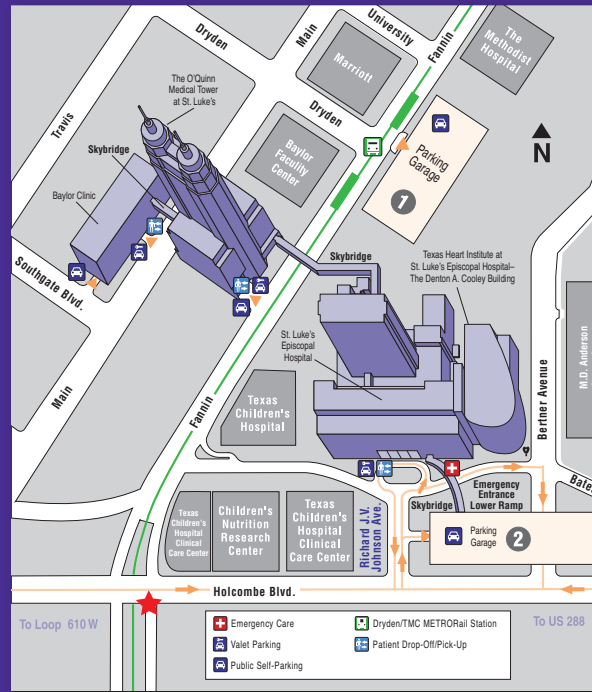 University
Main
Dryden
Fannin
The
Methodist
Hospital
Marriott
The O'Quinn
Medical Tower
at St. Luke's
Travis
Dryden
Skybridge
Baylor
Faculty
Center
Parking
Garage
1
N
Baylor Clinic
Southgate Blvd.
Skybridge
Texas Heart Institute at
St. Luke's Episcopal Hospital–
The Denton A. Cooley Building
St. Luke's
Episcopal
Hospital
M.D. Anderson
Bertner Avenue
Main
Fannin
Texas
Children's
Hospital
Emergency
Entrance
Lower Ramp
Bates
Skybridge
Texas
Children's
Hospital
Clinical
Care Center
Children's
Nutrition
Research
Center
Texas
Children's
Hospital
Clinical
Care Center
Richard J.V.
Johnson Ave.
Parking
Garage
2
Holcombe Blvd.
To Loop 610 W
To US 288
Emergency Care
Valet Parking
Public Self-Parking
Dryden/TMC METRORail Station
Patient Drop-Off/Pick-Up